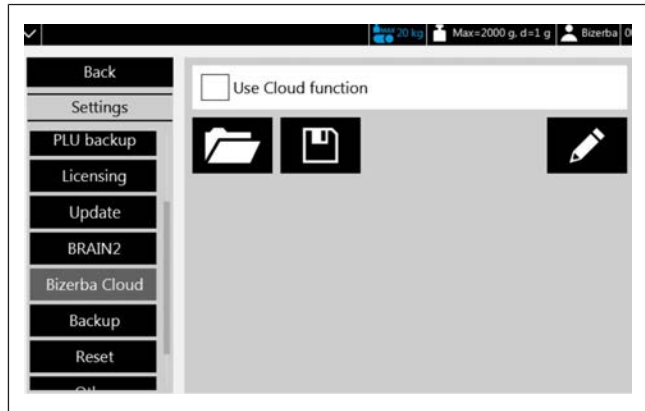 20 kg Max=2000 g, d=1 g Bizerba
Back
Settings
Use Cloud function
PLU backup
Licensing
Update
BRAIN2
Bizerba Cloud
Backup
Reset